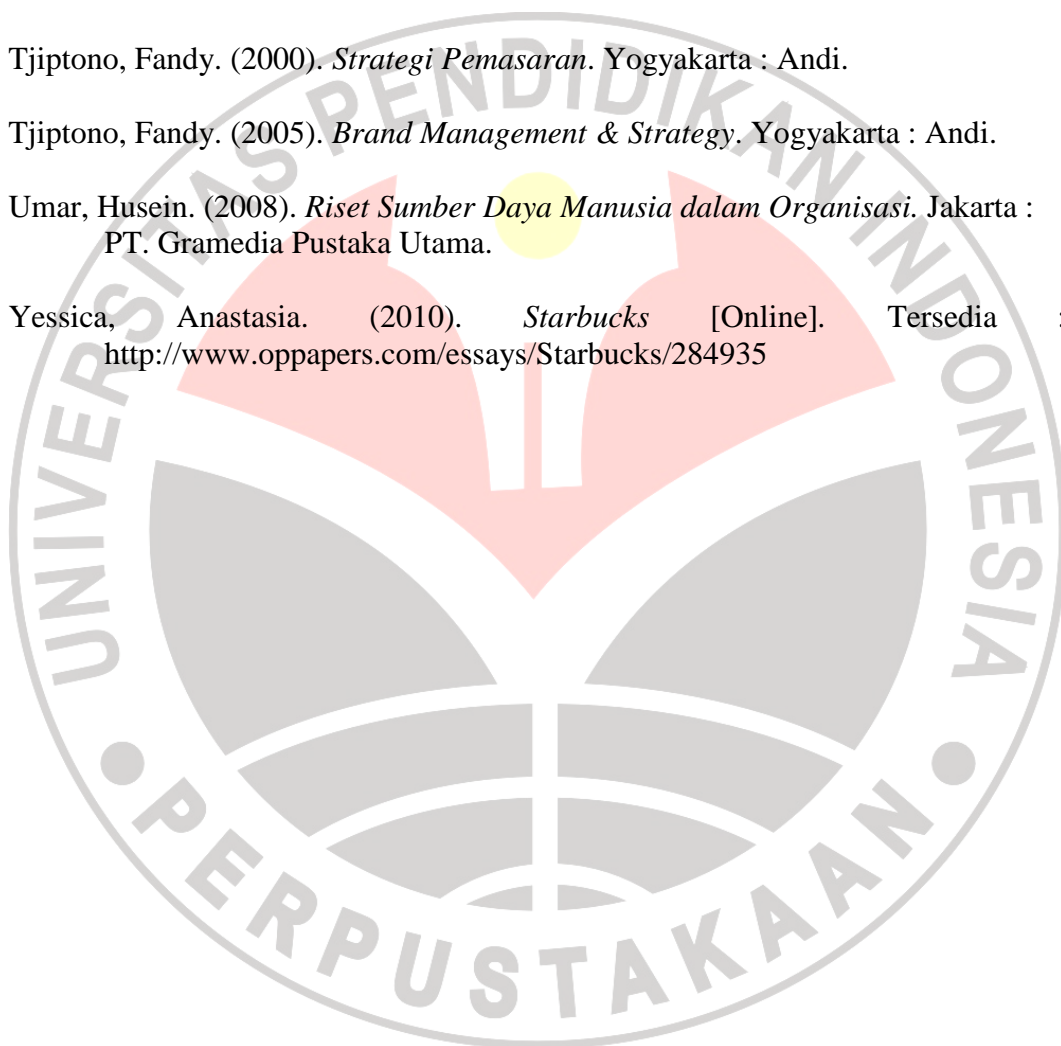 Tjiptono, Fandy. (2000). Strategi Pemasaran. Yogyakarta : Andi.
Tjiptono, Fandy. (2005). Brand Management & Strategy. Yogyakarta : Andi.
Umar, Husein. (2008). Riset Sumber Daya Manusia dalam Organisasi. Jakarta :
PT. Gramedia Pustaka Utama.
Yessica, Anastasia. (2010). Starbucks [Online]. Tersedia :
http://www.oppapers.com/essays/Starbucks/284935
UNIVERSITAS PENDIDIKAN INDONESIA
PERPUSTAKAAN